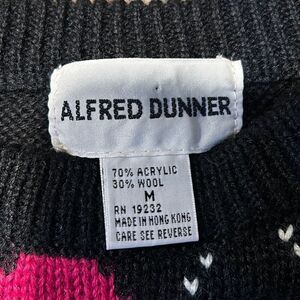 ALFRED DUNNER
70% ACRYLIC
30% WOOL
M
RN 19232
MADE IN HONG KONG
CARE SEE REVERSE